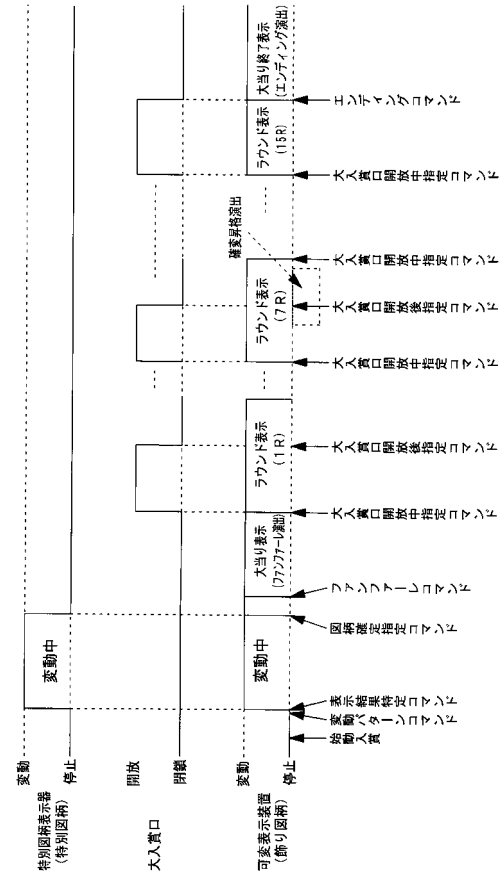 変動
特別図柄表示器
(特別図柄)
停止
変動中
開放
大入賞口
閉鎖
変動
可変表示装置
(飾り図柄)
停止
変動中
大当り表示
(ファンファーレ演出)
ラウンド表示
(1R)
ラウンド表示
(7R)
確変昇格演出
ラウンド表示
(15R)
大当り終了表示
(エンディング演出)
始動入賞
変動パターンコマンド
表示結果特定コマンド
図柄確定指定コマンド
ファンファーレコマンド
大入賞口開放中指定コマンド
大入賞口開放後指定コマンド
大入賞口開放中指定コマンド
大入賞口開放後指定コマンド
大入賞口開放中指定コマンド
大入賞口開放中指定コマンド
エンディングコマンド